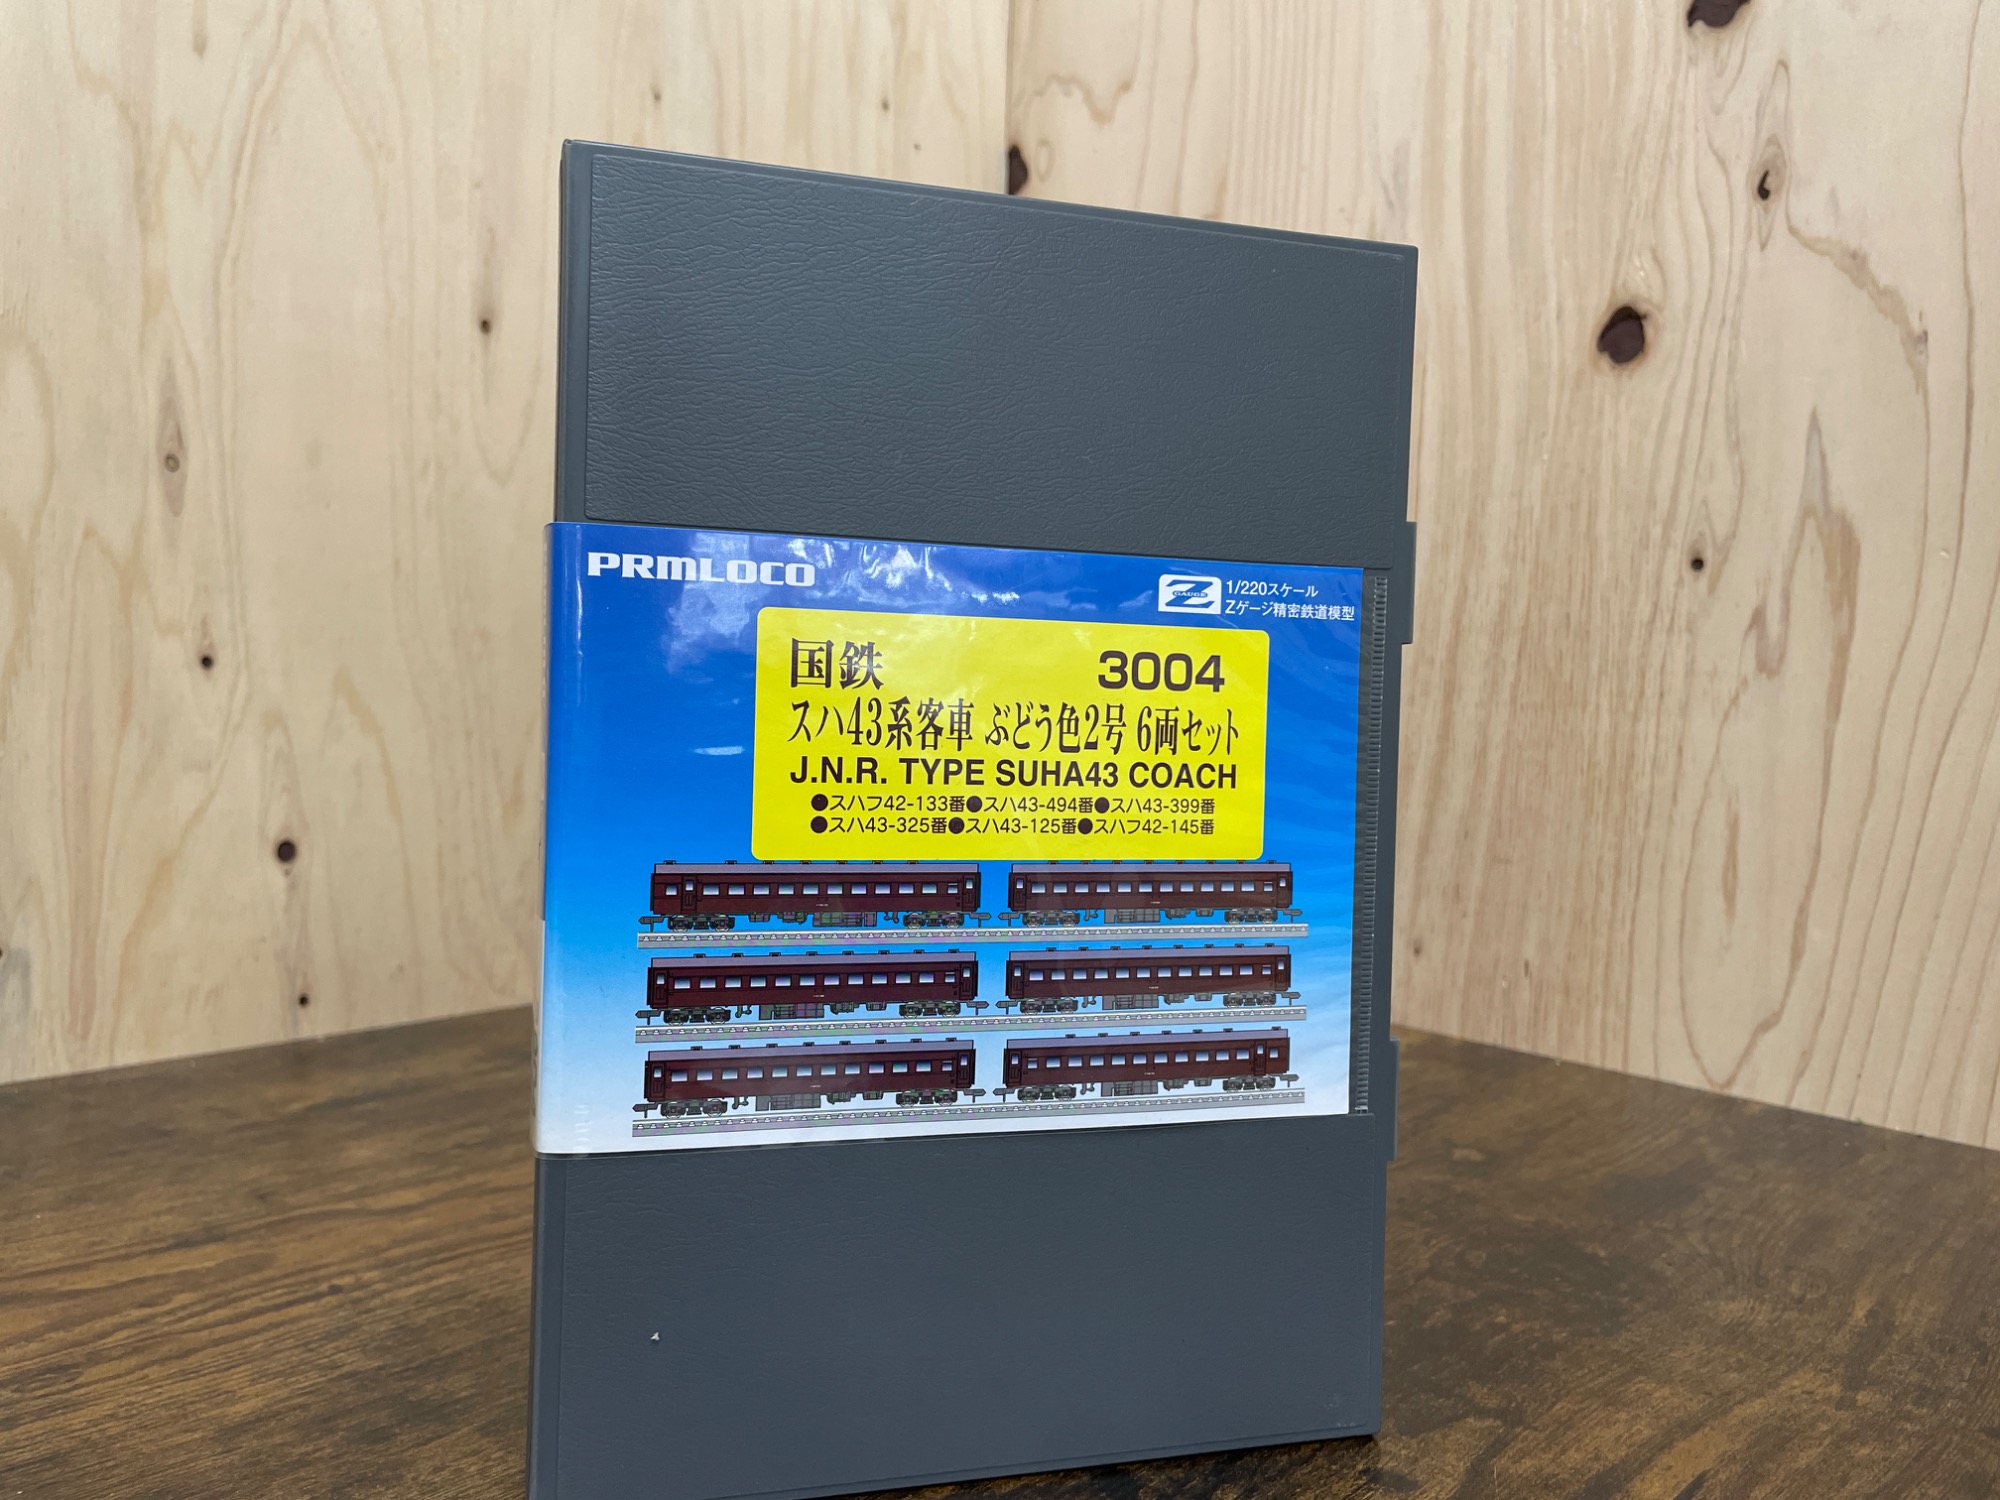 PRmLOCO
Z GAUGE
1/220スケール
Zゲージ精密鉄道模型
国鉄 3004
スハ43系客車 ぶどう色2号 6両セット
J.N.R. TYPE SUHA43 COACH
●スハフ42-133番●スハ43-494番●スハ43-399番
●スハ43-325番●スハ43-125番●スハフ42-145番